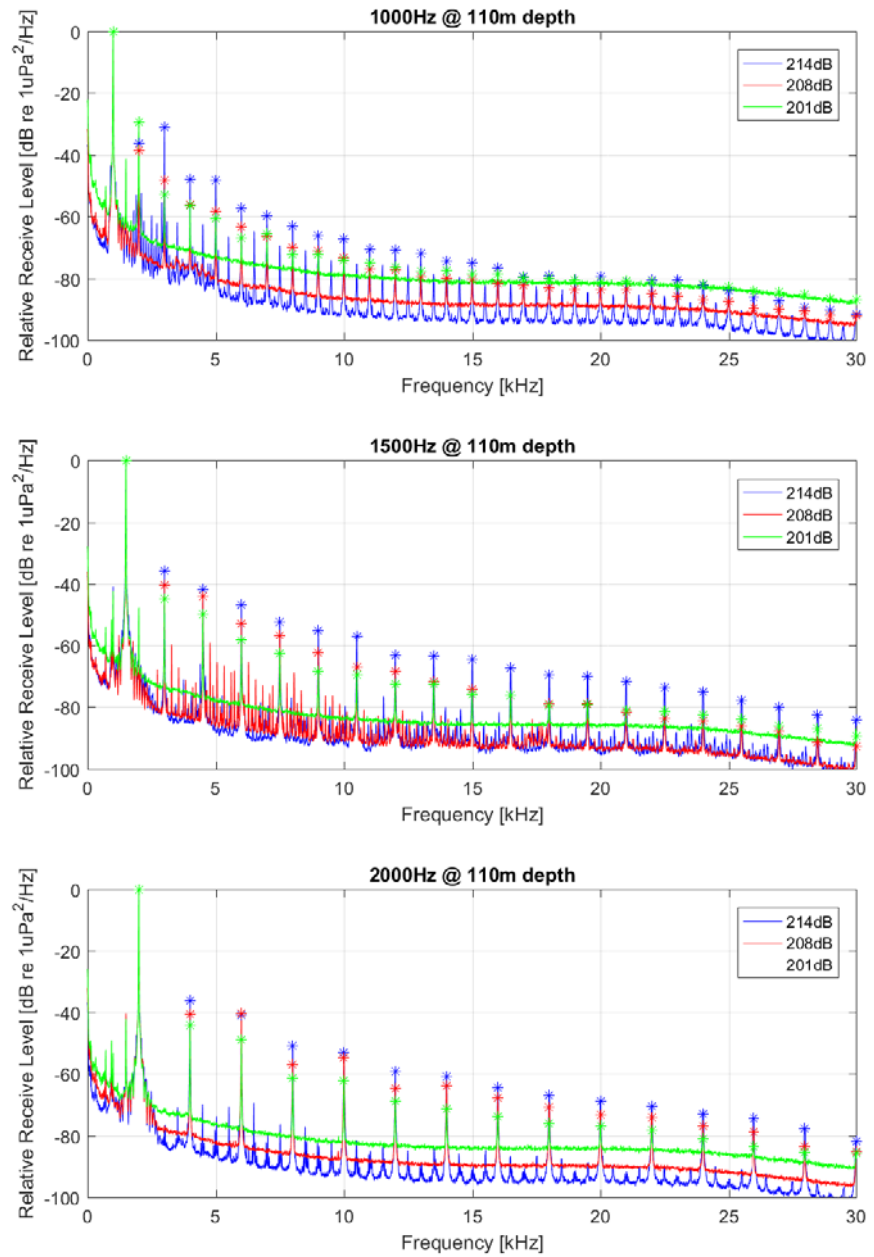 1000Hz @ 110m depth
Relative Receive Level [dB re 1uPa²/Hz]
0
-20
-40
-60
-80
-100
214dB
208dB
201dB
0 5 10 15 20 25 30
Frequency [kHz]
1500Hz @ 110m depth
Relative Receive Level [dB re 1uPa²/Hz]
0
-20
-40
-60
-80
-100
214dB
208dB
201dB
0 5 10 15 20 25 30
Frequency [kHz]
2000Hz @ 110m depth
Relative Receive Level [dB re 1uPa²/Hz]
0
-20
-40
-60
-80
-100
214dB
208dB
201dB
0 5 10 15 20 25 30
Frequency [kHz]